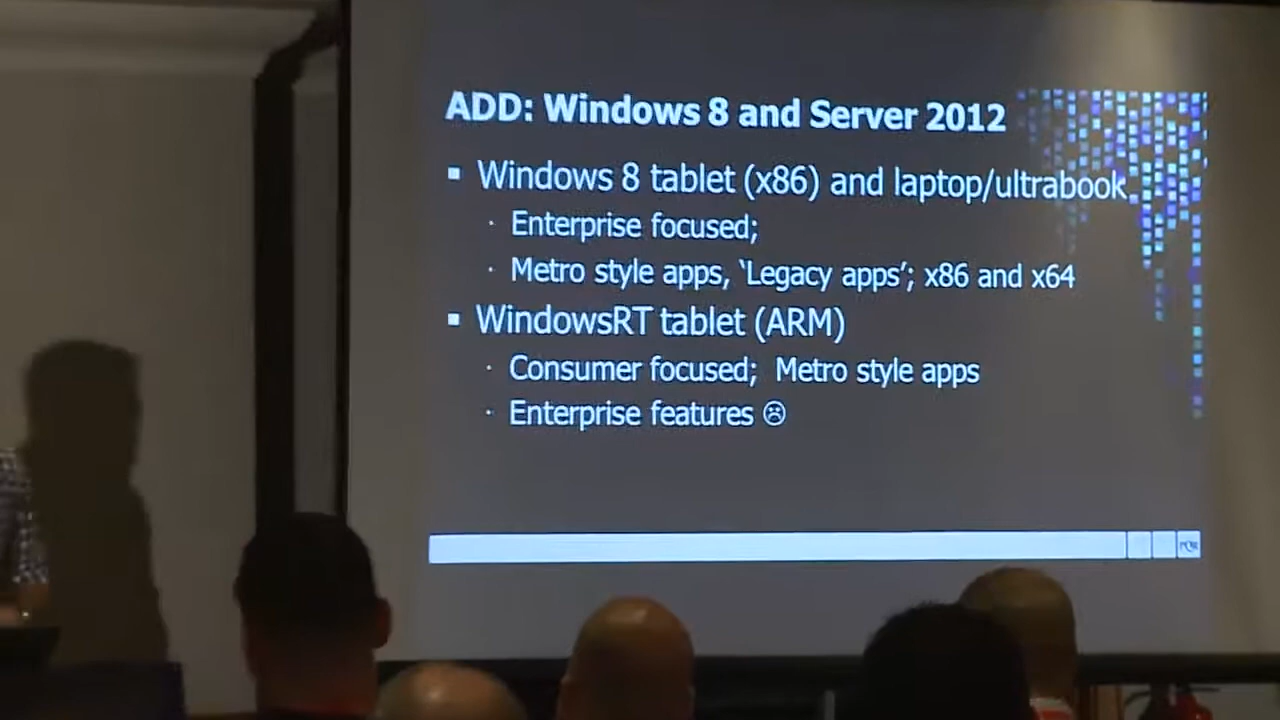 ADD: Windows 8 and Server 2012
▪ Windows 8 tablet (x86) and laptop/ultrabook
· Enterprise focused;
· Metro style apps, ‘Legacy apps’; x86 and x64
▪ WindowsRT tablet (ARM)
· Consumer focused;  Metro style apps
· Enterprise features ☹